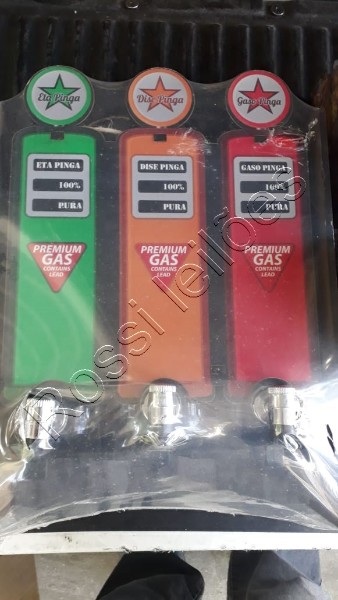 Eta Pinga
Dise Pinga
Gaso Pinga
ETA PINGA
100%
PURA
DISE PINGA
100%
PURA
GASO PINGA
100%
PURA
PREMIUM
GAS
CONTAINS
LEAD
PREMIUM
GAS
CONTAINS
LEAD
PREMIUM
GAS
CONTAINS
LEAD
Rossi leilões